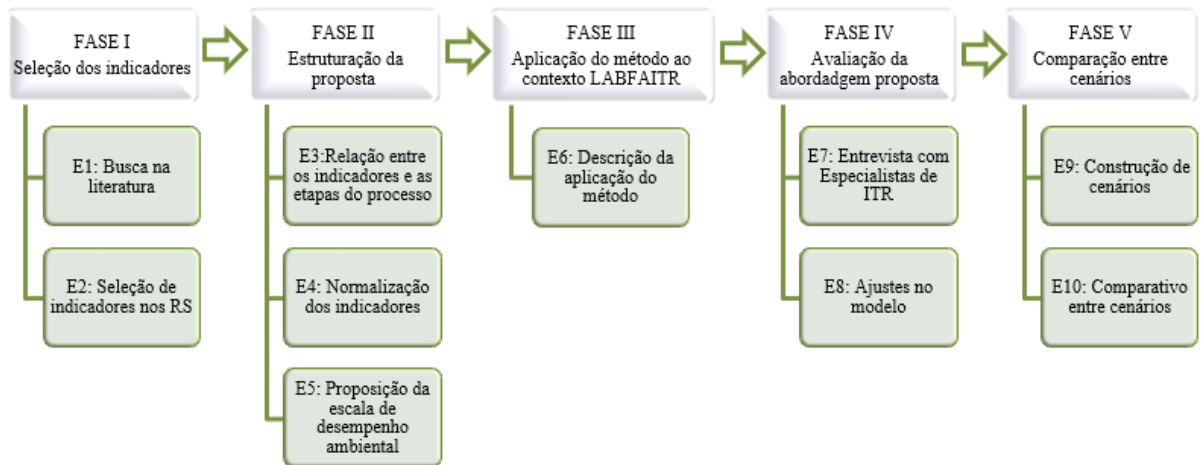 FASE I
Seleção dos indicadores
FASE II
Estruturação da
proposta
FASE III
Aplicação do método ao
contexto LABFAITR
FASE IV
Avaliação da
abordadgem proposta
FASE V
Comparação entre
cenários
E1: Busca na
literatura
E2: Seleção de
indicadores nos RS
E3:Relação entre
os indicadores e as
etapas do processo
E4: Normalização
dos indicadores
E5: Proposição da
escala de
desempenho
ambiental
E6: Descrição da
aplicação do
método
E7: Entrevista com
Especialistas de
ITR
E8: Ajustes no
modelo
E9: Construção de
cenários
E10: Comparativo
entre cenários